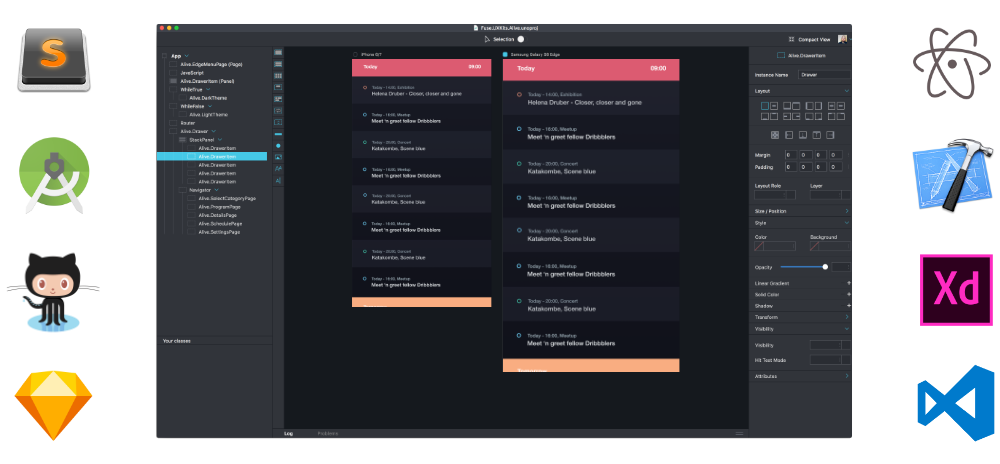 S
Fuse.UXKits.Alive.unoproj
Selection
Compact View
App
Alive.EdgeMenuPage (Page)
JavaScript
Alive.DrawerItem (Panel)
WhileTrue
Alive.DarkTheme
WhileFalse
Alive.LightTheme
Router
Alive.Drawer
StackPanel
Alive.DrawerItem
Alive.DrawerItem
Alive.DrawerItem
Alive.DrawerItem
Alive.DrawerItem
Navigator
Alive.SelectCategoryPage
Alive.ProgramPage
Alive.DetailsPage
Alive.SchedulePage
Alive.SettingsPage
Your classes
iPhone 6/7
Today 09:00
Today - 14:00, Exhibition
Helena Druber - Closer, closer and gone
Today - 18:00, Meetup
Meet 'n greet fellow Dribbblers
Today - 20:00, Concert
Katakombe, Scene blue
Today - 18:00, Meetup
Meet 'n greet fellow Dribbblers
Today - 20:00, Concert
Katakombe, Scene blue
Today - 18:00, Meetup
Meet 'n greet fellow Dribbblers
Today - 20:00, Concert
Katakombe, Scene blue
Today - 18:00, Meetup
Meet 'n greet fellow Dribbblers
Samsung Galaxy S6 Edge
Today 09:00
Today - 14:00, Exhibition
Helena Druber - Closer, closer and gone
Today - 18:00, Meetup
Meet 'n greet fellow Dribbblers
Today - 20:00, Concert
Katakombe, Scene blue
Today - 18:00, Meetup
Meet 'n greet fellow Dribbblers
Today - 20:00, Concert
Katakombe, Scene blue
Today - 18:00, Meetup
Meet 'n greet fellow Dribbblers
Today - 20:00, Concert
Katakombe, Scene blue
Today - 18:00, Meetup
Meet 'n greet fellow Dribbblers
Log Problems
Alive.DrawerItem
Instance Name Drawer
Layout
Margin 0 0 0 0
Padding 0 0 0 0
Layout Role Layer
Size / Position
Style
Color Background
Opacity
Linear Gradient
Solid Color
Shadow
Transform
Visibility
Visibility
Hit Test Mode
Attributes
Xd